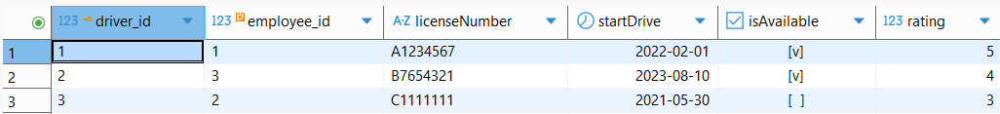 123 driver_id 123 employee_id A-Z licenseNumber startDrive isAvailable 123 rating
1 1 1 A1234567 2022-02-01 [v] 5
2 2 3 B7654321 2023-08-10 [v] 4
3 3 2 C1111111 2021-05-30 [ ] 3